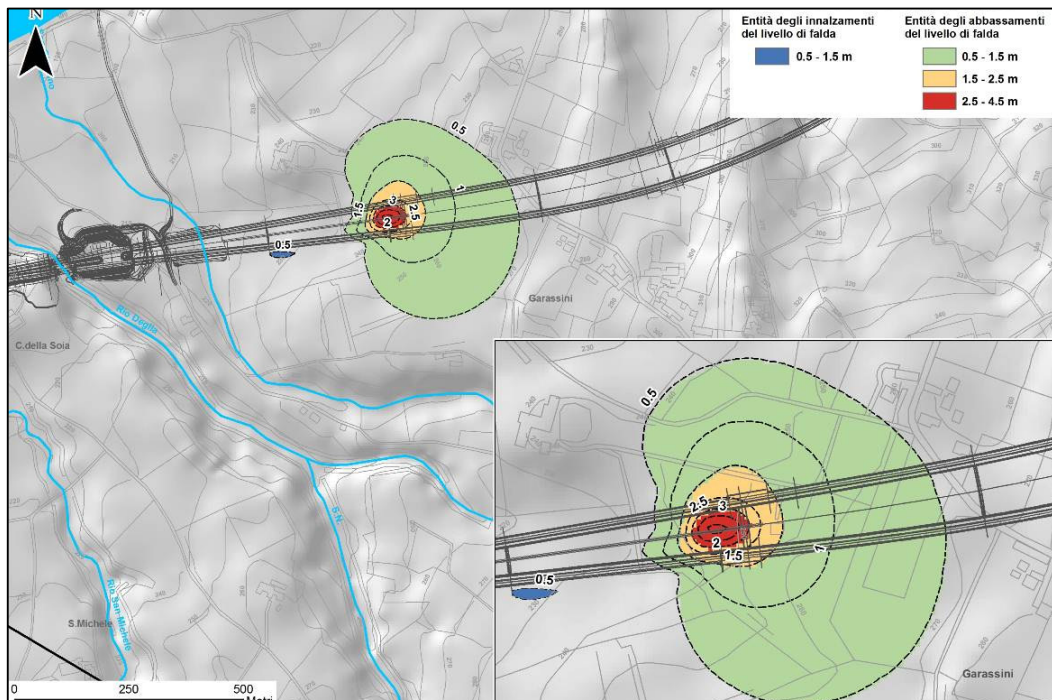 N
Entità degli innalzamenti
del livello di falda
0.5 - 1.5 m
Entità degli abbassamenti
del livello di falda
0.5 - 1.5 m
1.5 - 2.5 m
2.5 - 4.5 m
0.5
1
1.5
3
2.5
2
0.5
Garassini
Rio Deglia
C.della Soia
S.N.
Rio San Michele
S.Michele
0
250
500
Metri
0.5
2.5
3
2
1.5
1
0.5
Garassini